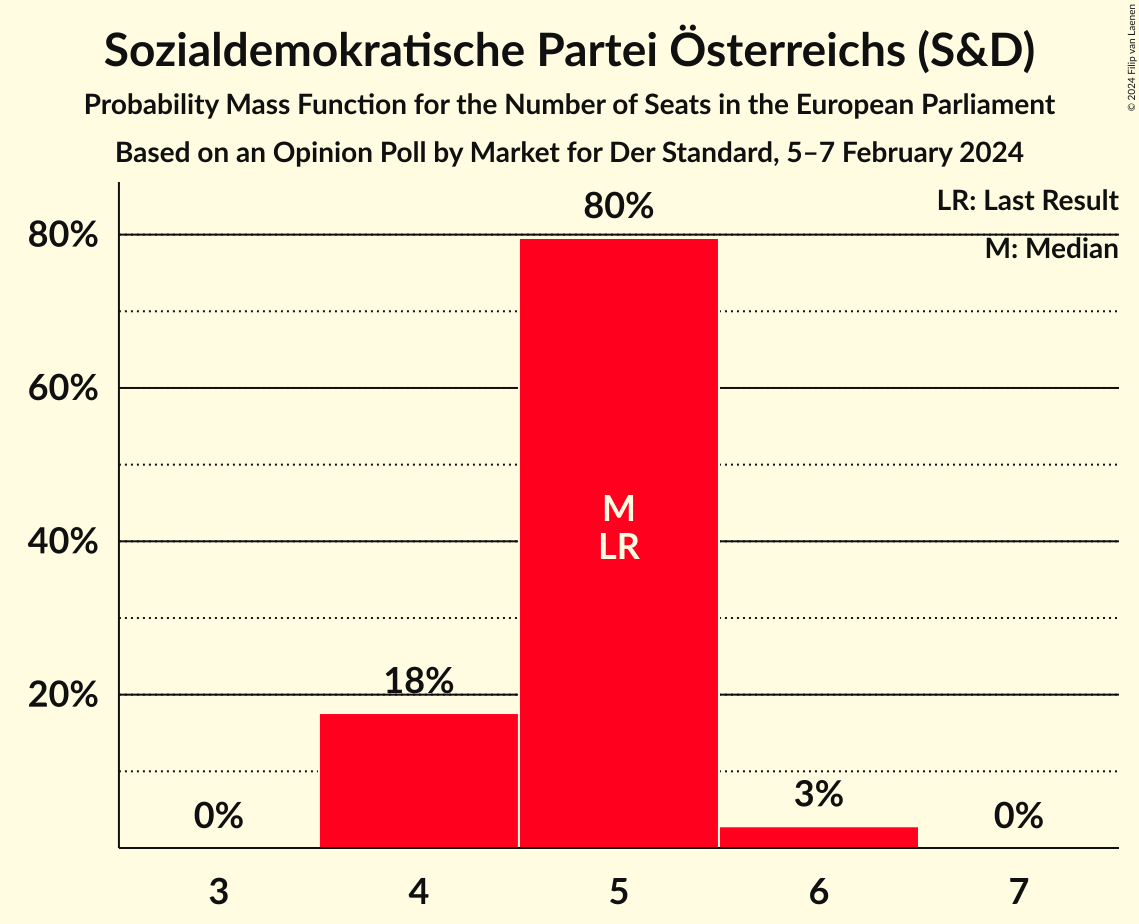 Sozialdemokratische Partei Österreichs (S&D)
Probability Mass Function for the Number of Seats in the European Parliament
Based on an Opinion Poll by Market for Der Standard, 5–7 February 2024
© 2024 Filip van Laenen
LR: Last Result
M: Median
80%
60%
40%
20%
0%
18%
80%
M
LR
3%
0%
3
4
5
6
7